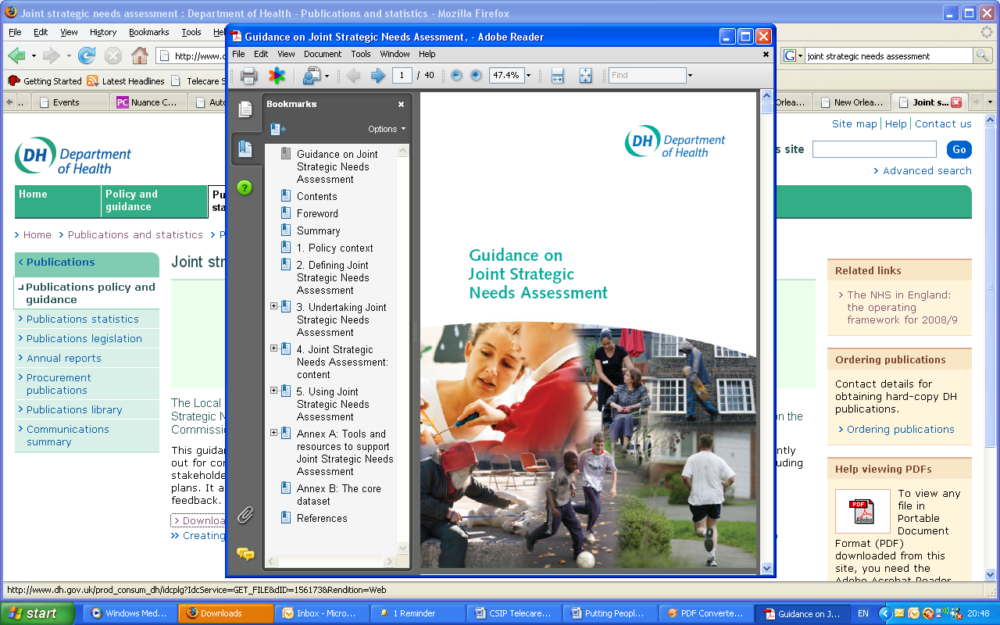 Joint strategic needs assessment : Department of Health - Publications and statistics - Mozilla Firefox
File Edit View History Bookmarks Tools
http://www.
joint strategic needs assessment
Getting Started Latest Headlines Telecare S
.. Events Nuance C... New Orlea... Joint s...
Site map Help Contact us
DH Department
of Health
s site
Go
Advanced search
Home
Policy and
guidance
Home Publications and statistics
Publications
Publications policy and
guidance
Publications statistics
Publications legislation
Annual reports
Procurement
publications
Publications library
Communications
summary
Joint str
The Local
Strategic N
Commissi
on the
This guidan
out for con
stakeholde
plans. It a
feedback.
Downloa
Creating
Related links
The NHS in England:
the operating
framework for 2008/9
Ordering publications
Contact details for
obtaining hard-copy DH
publications.
Ordering publications
Help viewing PDFs
PDF
Adobe
To view any
file in
Portable
Document
Format (PDF)
downloaded from
this site, you need the
Adobe Acrobat Reader
Guidance on Joint Strategic Needs Asessment, - Adobe Reader
File Edit View Document Tools Window Help
1 / 40 47.4% Find
Bookmarks
Options
Guidance on Joint
Strategic Needs
Assessment
Contents
Foreword
Summary
1. Policy context
2. Defining Joint
Strategic Needs
Assessment
3. Undertaking Joint
Strategic Needs
Assessment
4. Joint Strategic
Needs Assessment:
content
5. Using Joint
Strategic Needs
Assessment
Annex A: Tools and
resources to support
Joint Strategic Needs
Assessment
Annex B: The core
dataset
References
DH Department
of Health
Guidance on
Joint Strategic
Needs Assessment
http://www.dh.gov.uk/prod_consum_dh/idcplg?IdcService=GET_FILE&dID=156173&Rendition=Web
start Windows Med... Downloads Inbox - Micro... 1 Reminder CSIP Telecare... Putting Peopl... PDF Converte... Guidance on J... EN 20:48